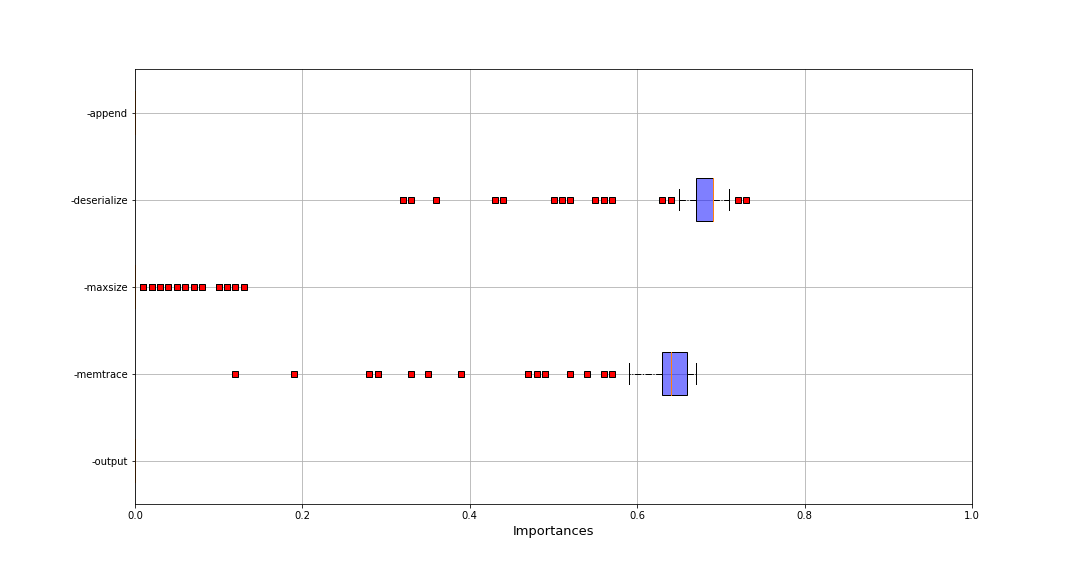 -append
-deserialize
-maxsize
-memtrace
-output
0.0 0.2 0.4 0.6 0.8 1.0
Importances